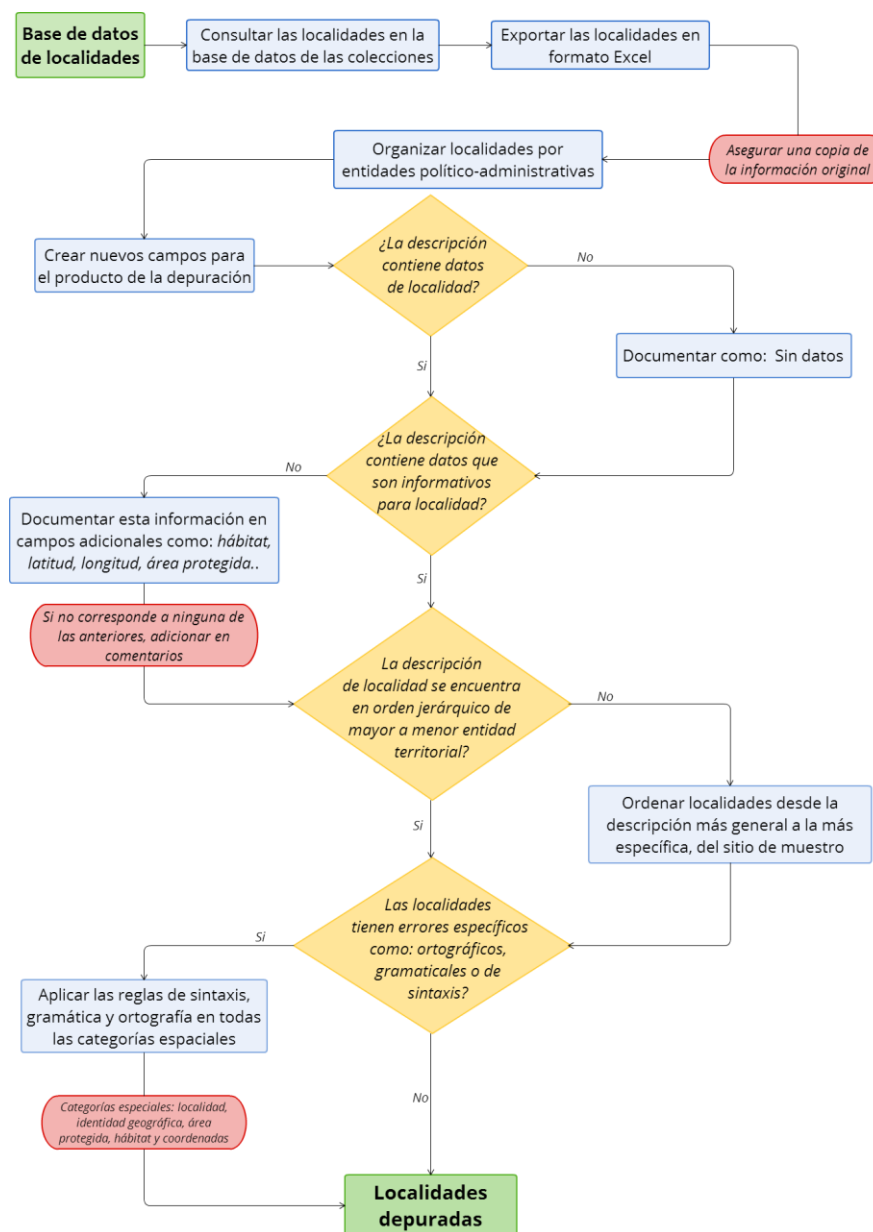 Base de datos
de localidades
Consultar las localidades en la
base de datos de las colecciones
Exportar las localidades en
formato Excel
Asegurar una copia de
la información original
Organizar localidades por
entidades político-administrativas
Crear nuevos campos para
el producto de la depuración
¿La descripción
contiene datos
de localidad?
No
Documentar como:  Sin datos
Si
¿La descripción
contiene datos que
son informativos
para localidad?
No
Documentar esta información en
campos adicionales como: hábitat,
latitud, longitud, área protegida..
Si no corresponde a ninguna de
las anteriores, adicionar en
comentarios
Si
La descripción
de localidad se encuentra
en orden jerárquico de
mayor a menor entidad
territorial?
No
Ordenar localidades desde la
descripción más general a la más
específica, del sitio de muestro
Si
Las localidades
tienen errores específicos
como: ortográficos,
gramaticales o de
sintaxis?
Si
Aplicar las reglas de sintaxis,
gramática y ortografía en todas
las categorías espaciales
Categorías especiales: localidad,
identidad geográfica, área
protegida, hábitat y coordenadas
No
Localidades
depuradas